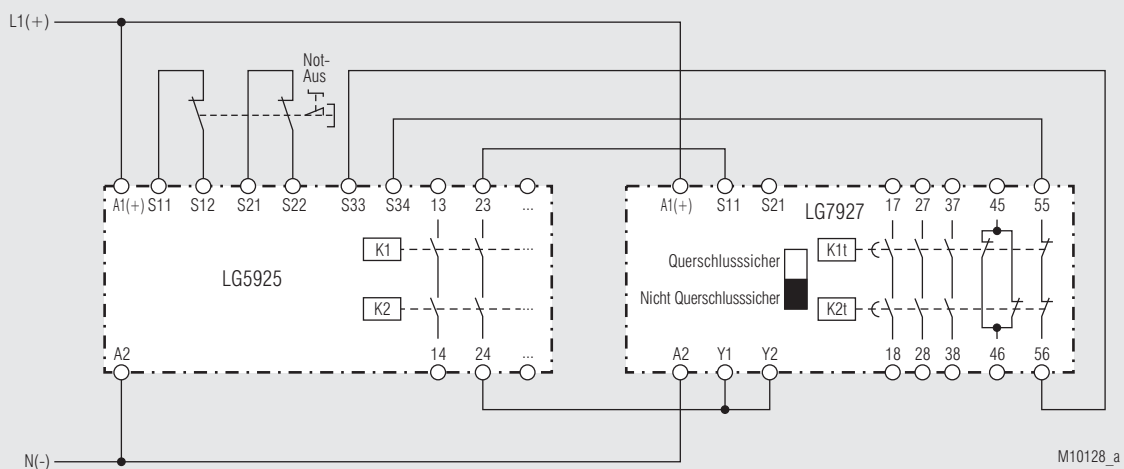 L1(+)
Not-
Aus
A1(+) S11 S12 S21 S22 S33 S34 13 23 ...
A1(+) S11 S21 17 27 37 45 55
LG7927
K1 ...
Querschlusssicher
K1t
LG5925
Nicht Querschlusssicher
K2 ...
K2t
A2 14 24 ...
A2 Y1 Y2 18 28 38 46 56
N(-)
M10128_a